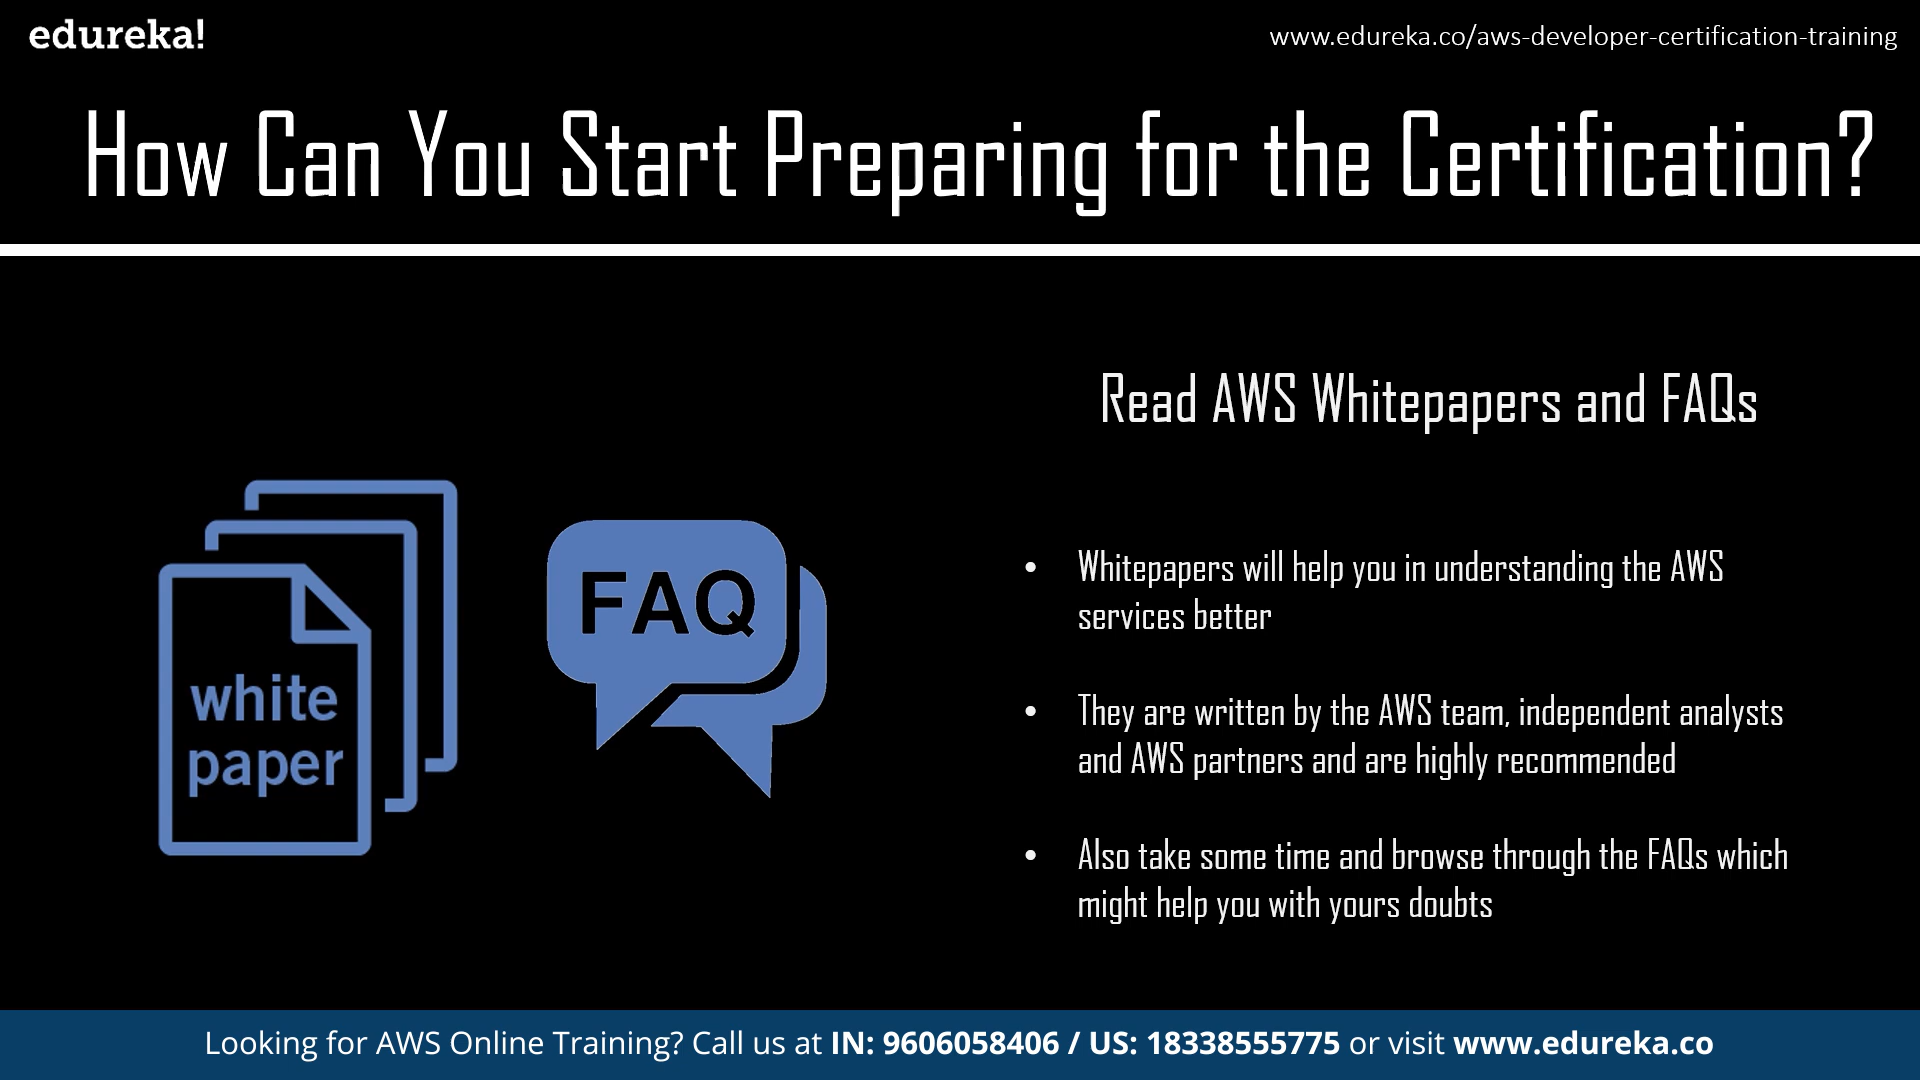 edureka!
www.edureka.co/aws-developer-certification-training
How Can You Start Preparing for the Certification?
Read AWS Whitepapers and FAQs
white
paper
FAQ
• Whitepapers will help you in understanding the AWS
services better
• They are written by the AWS team, independent analysts
and AWS partners and are highly recommended
• Also take some time and browse through the FAQs which
might help you with yours doubts
Looking for AWS Online Training? Call us at IN: 9606058406 / US: 18338555775 or visit www.edureka.co